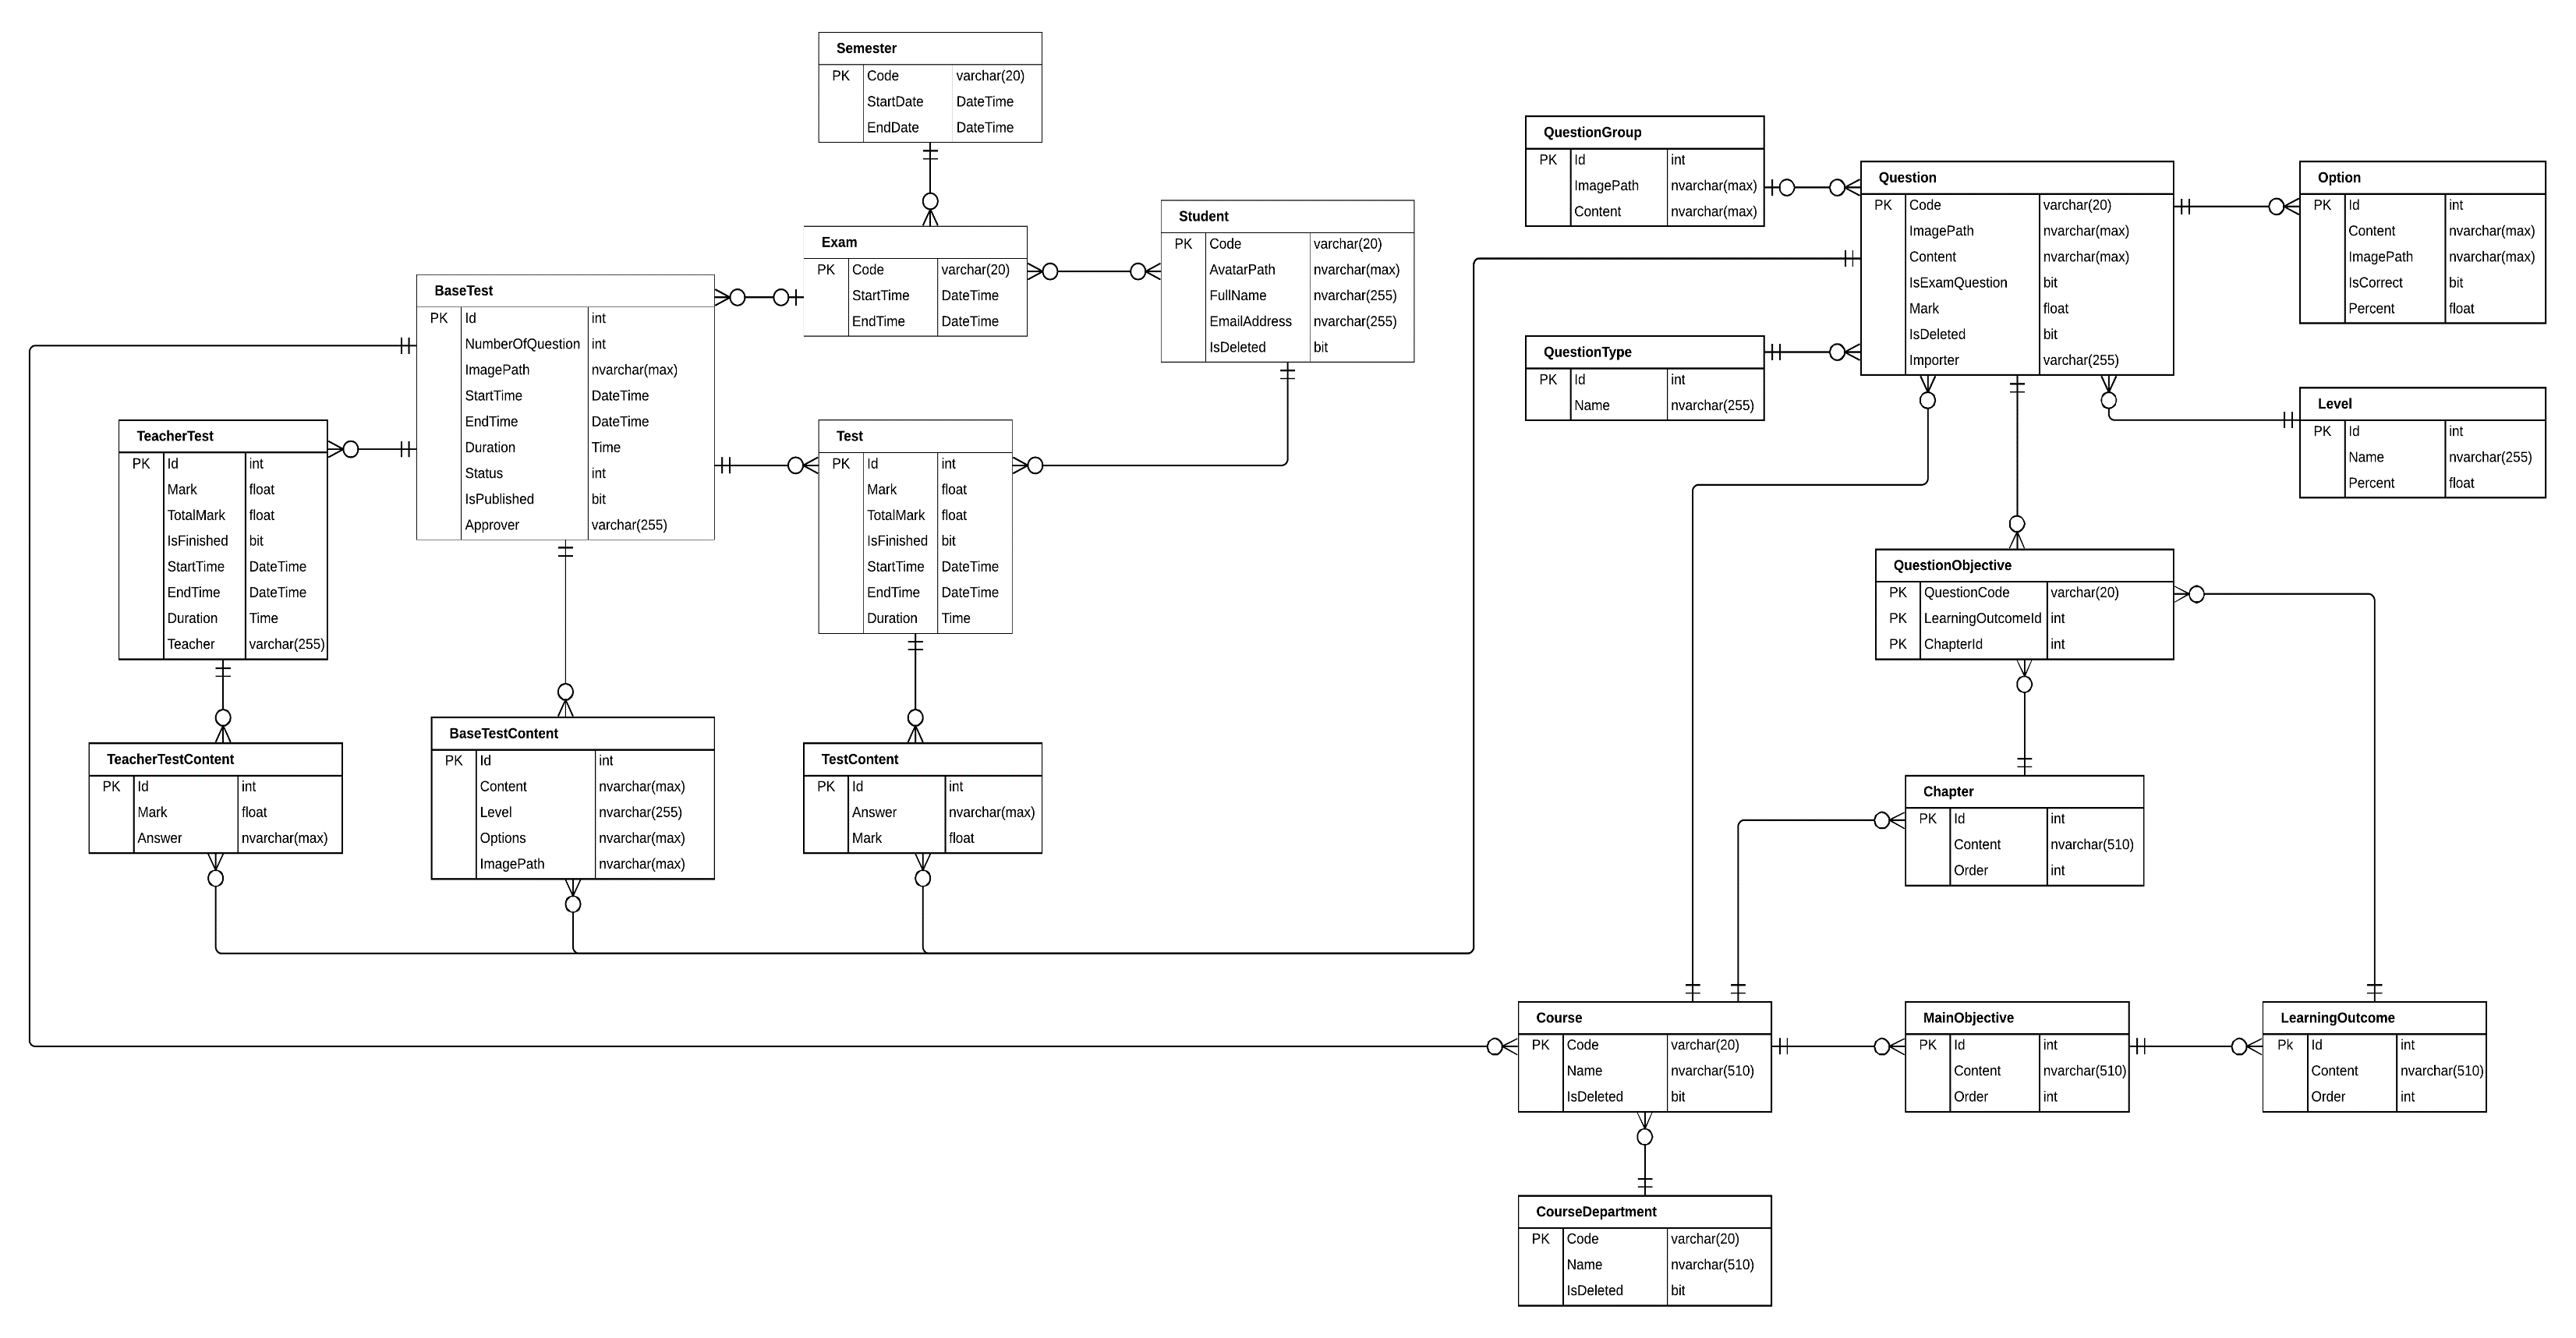 Semester
PK Code varchar(20)
StartDate DateTime
EndDate DateTime
QuestionGroup
PK Id int
ImagePath nvarchar(max)
Content nvarchar(max)
Question
PK Code varchar(20)
ImagePath nvarchar(max)
Content nvarchar(max)
IsExamQuestion bit
Mark float
IsDeleted bit
Importer varchar(255)
Option
PK Id int
Content nvarchar(max)
ImagePath nvarchar(max)
IsCorrect bit
Percent float
Student
PK Code varchar(20)
AvatarPath nvarchar(max)
FullName nvarchar(255)
EmailAddress nvarchar(255)
IsDeleted bit
Exam
PK Code varchar(20)
StartTime DateTime
EndTime DateTime
BaseTest
PK Id int
NumberOfQuestion int
ImagePath nvarchar(max)
StartTime DateTime
EndTime DateTime
Duration Time
Status int
IsPublished bit
Approver varchar(255)
QuestionType
PK Id int
Name nvarchar(255)
Level
PK Id int
Name nvarchar(255)
Percent float
TeacherTest
PK Id int
Mark float
TotalMark float
IsFinished bit
StartTime DateTime
EndTime DateTime
Duration Time
Teacher varchar(255)
Test
PK Id int
Mark float
TotalMark float
IsFinished bit
StartTime DateTime
EndTime DateTime
Duration Time
QuestionObjective
PK QuestionCode varchar(20)
PK LearningOutcomeId int
PK ChapterId int
TeacherTestContent
PK Id int
Mark float
Answer nvarchar(max)
BaseTestContent
PK Id int
Content nvarchar(max)
Level nvarchar(255)
Options nvarchar(max)
ImagePath nvarchar(max)
TestContent
PK Id int
Answer nvarchar(max)
Mark float
Chapter
PK Id int
Content nvarchar(510)
Order int
Course
PK Code varchar(20)
Name nvarchar(510)
IsDeleted bit
MainObjective
PK Id int
Content nvarchar(510)
Order int
LearningOutcome
Pk Id int
Content nvarchar(510)
Order int
CourseDepartment
PK Code varchar(20)
Name nvarchar(510)
IsDeleted bit